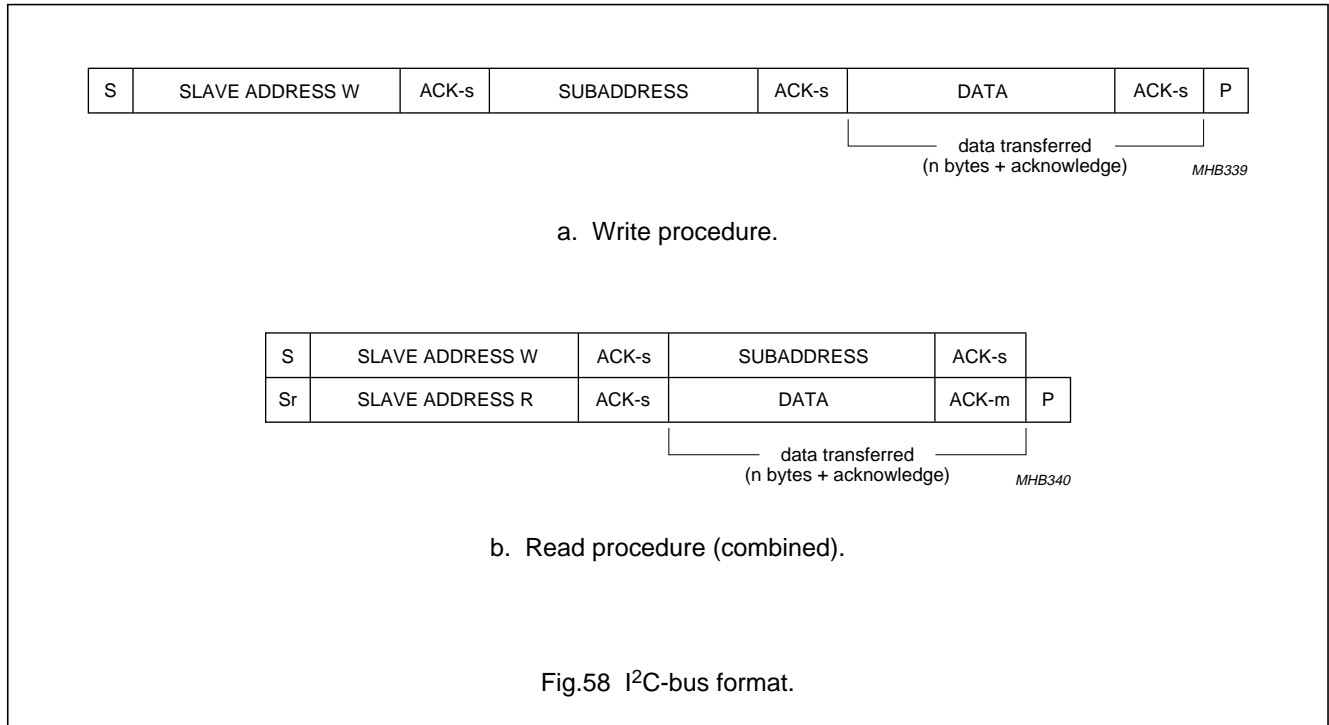 S SLAVE ADDRESS W ACK-s SUBADDRESS ACK-s DATA ACK-s P
data transferred
(n bytes + acknowledge)
MHB339
a. Write procedure.
S SLAVE ADDRESS W ACK-s SUBADDRESS ACK-s
Sr SLAVE ADDRESS R ACK-s DATA ACK-m P
data transferred
(n bytes + acknowledge)
MHB340
b. Read procedure (combined).
Fig.58 I²C-bus format.